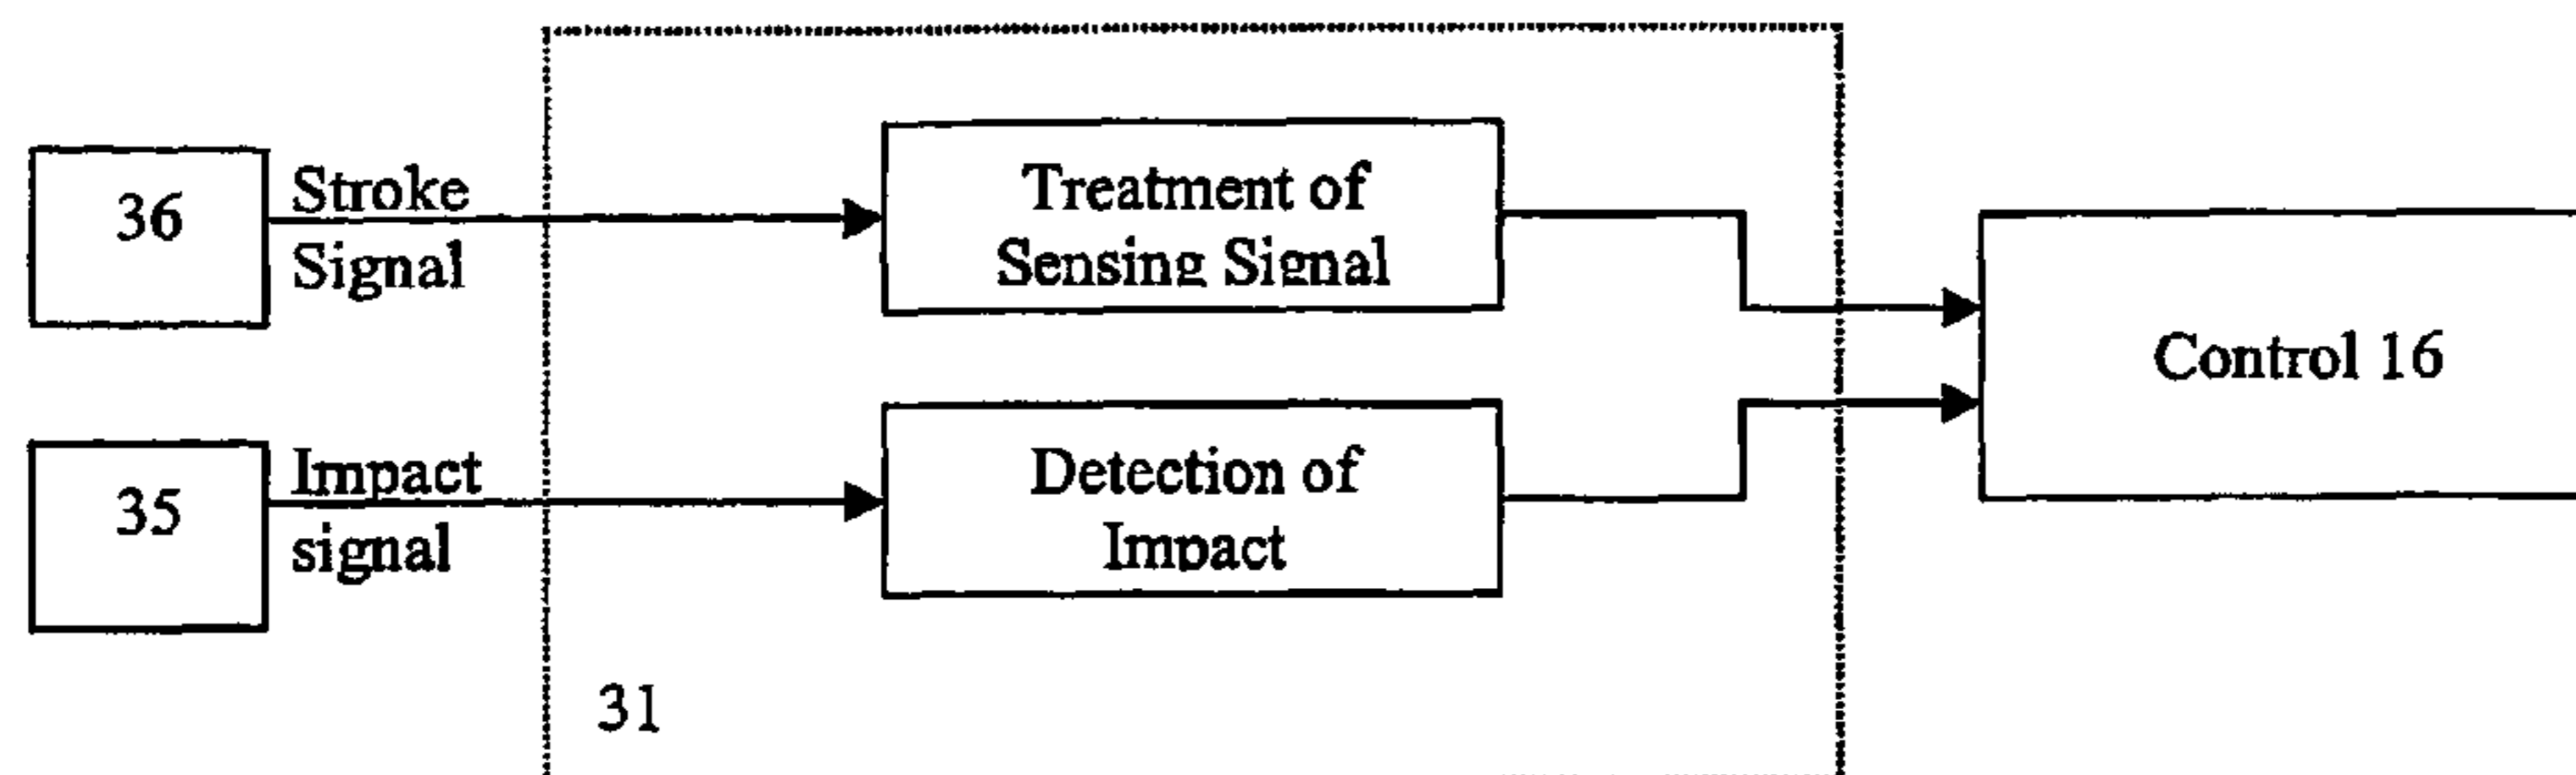 36
Stroke
Signal
Treatment of
Sensing Signal
Control 16
35
Impact
signal
Detection of
Impact
31